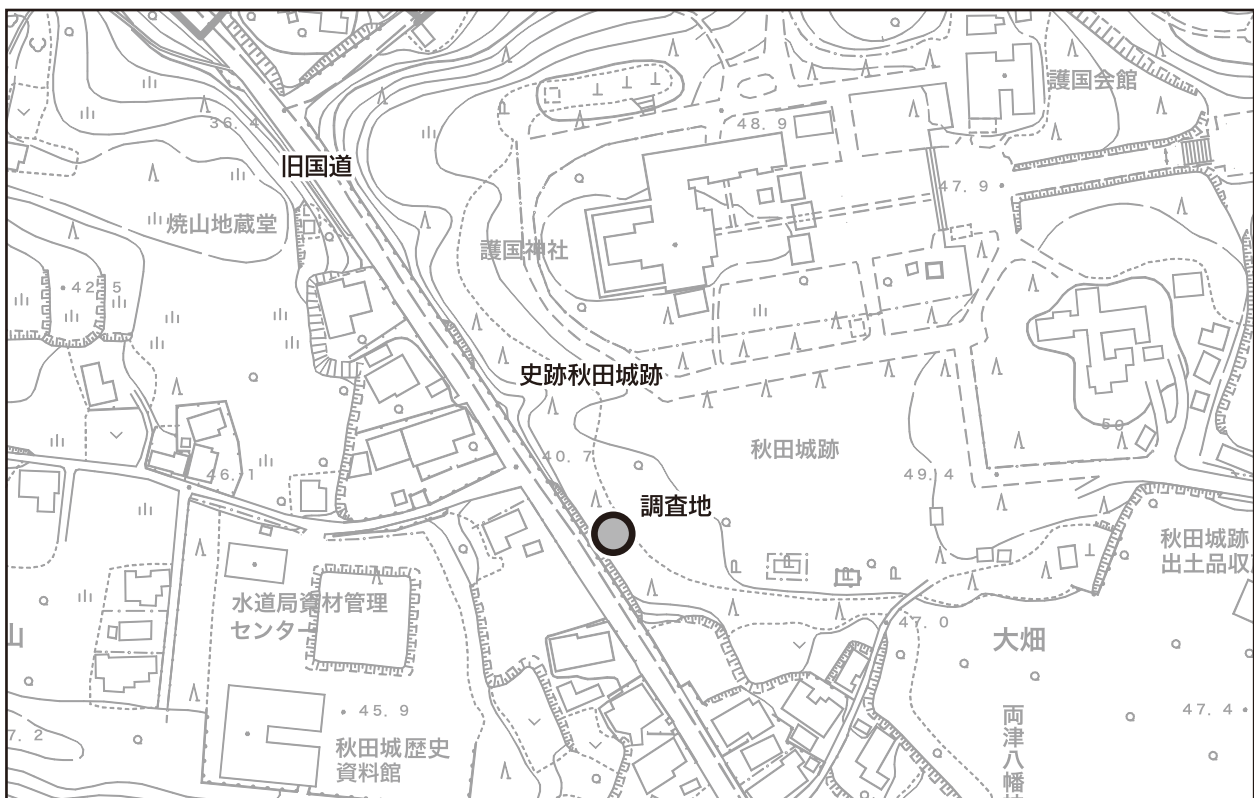 護国会館
36.4
48.9
旧国道
47.9
焼山地蔵堂
護国神社
42.5
史跡秋田城跡
50
秋田城跡
40.7
46.1
49.4
調査地
秋田城跡
出土品収
水道局資材管理
センター
47.0
大畑
山
45.9
両津八幡
47.4
7.2
秋田城歴史
資料館